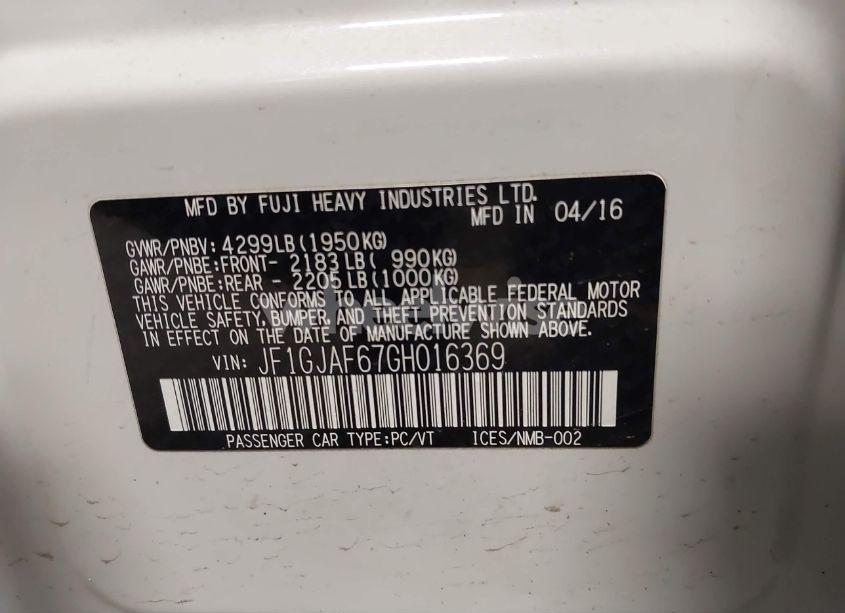 MFD BY FUJI HEAVY INDUSTRIES LTD.
MFD IN 04/16
GVWR/PNBV: 4299LB(1950KG)
GAWR/PNBE:FRONT- 2183LB( 990KG)
GAWR/PNBE:REAR - 2205LB(1000KG)
THIS VEHICLE CONFORMS TO ALL APPLICABLE FEDERAL MOTOR
VEHICLE SAFETY, BUMPER, AND THEFT PREVENTION STANDARDS
IN EFFECT ON THE DATE OF MANUFACTURE SHOWN ABOVE.
VIN: JF1GJAF67GH016369
PASSENGER CAR TYPE:PC/VT ICES/NMB-002